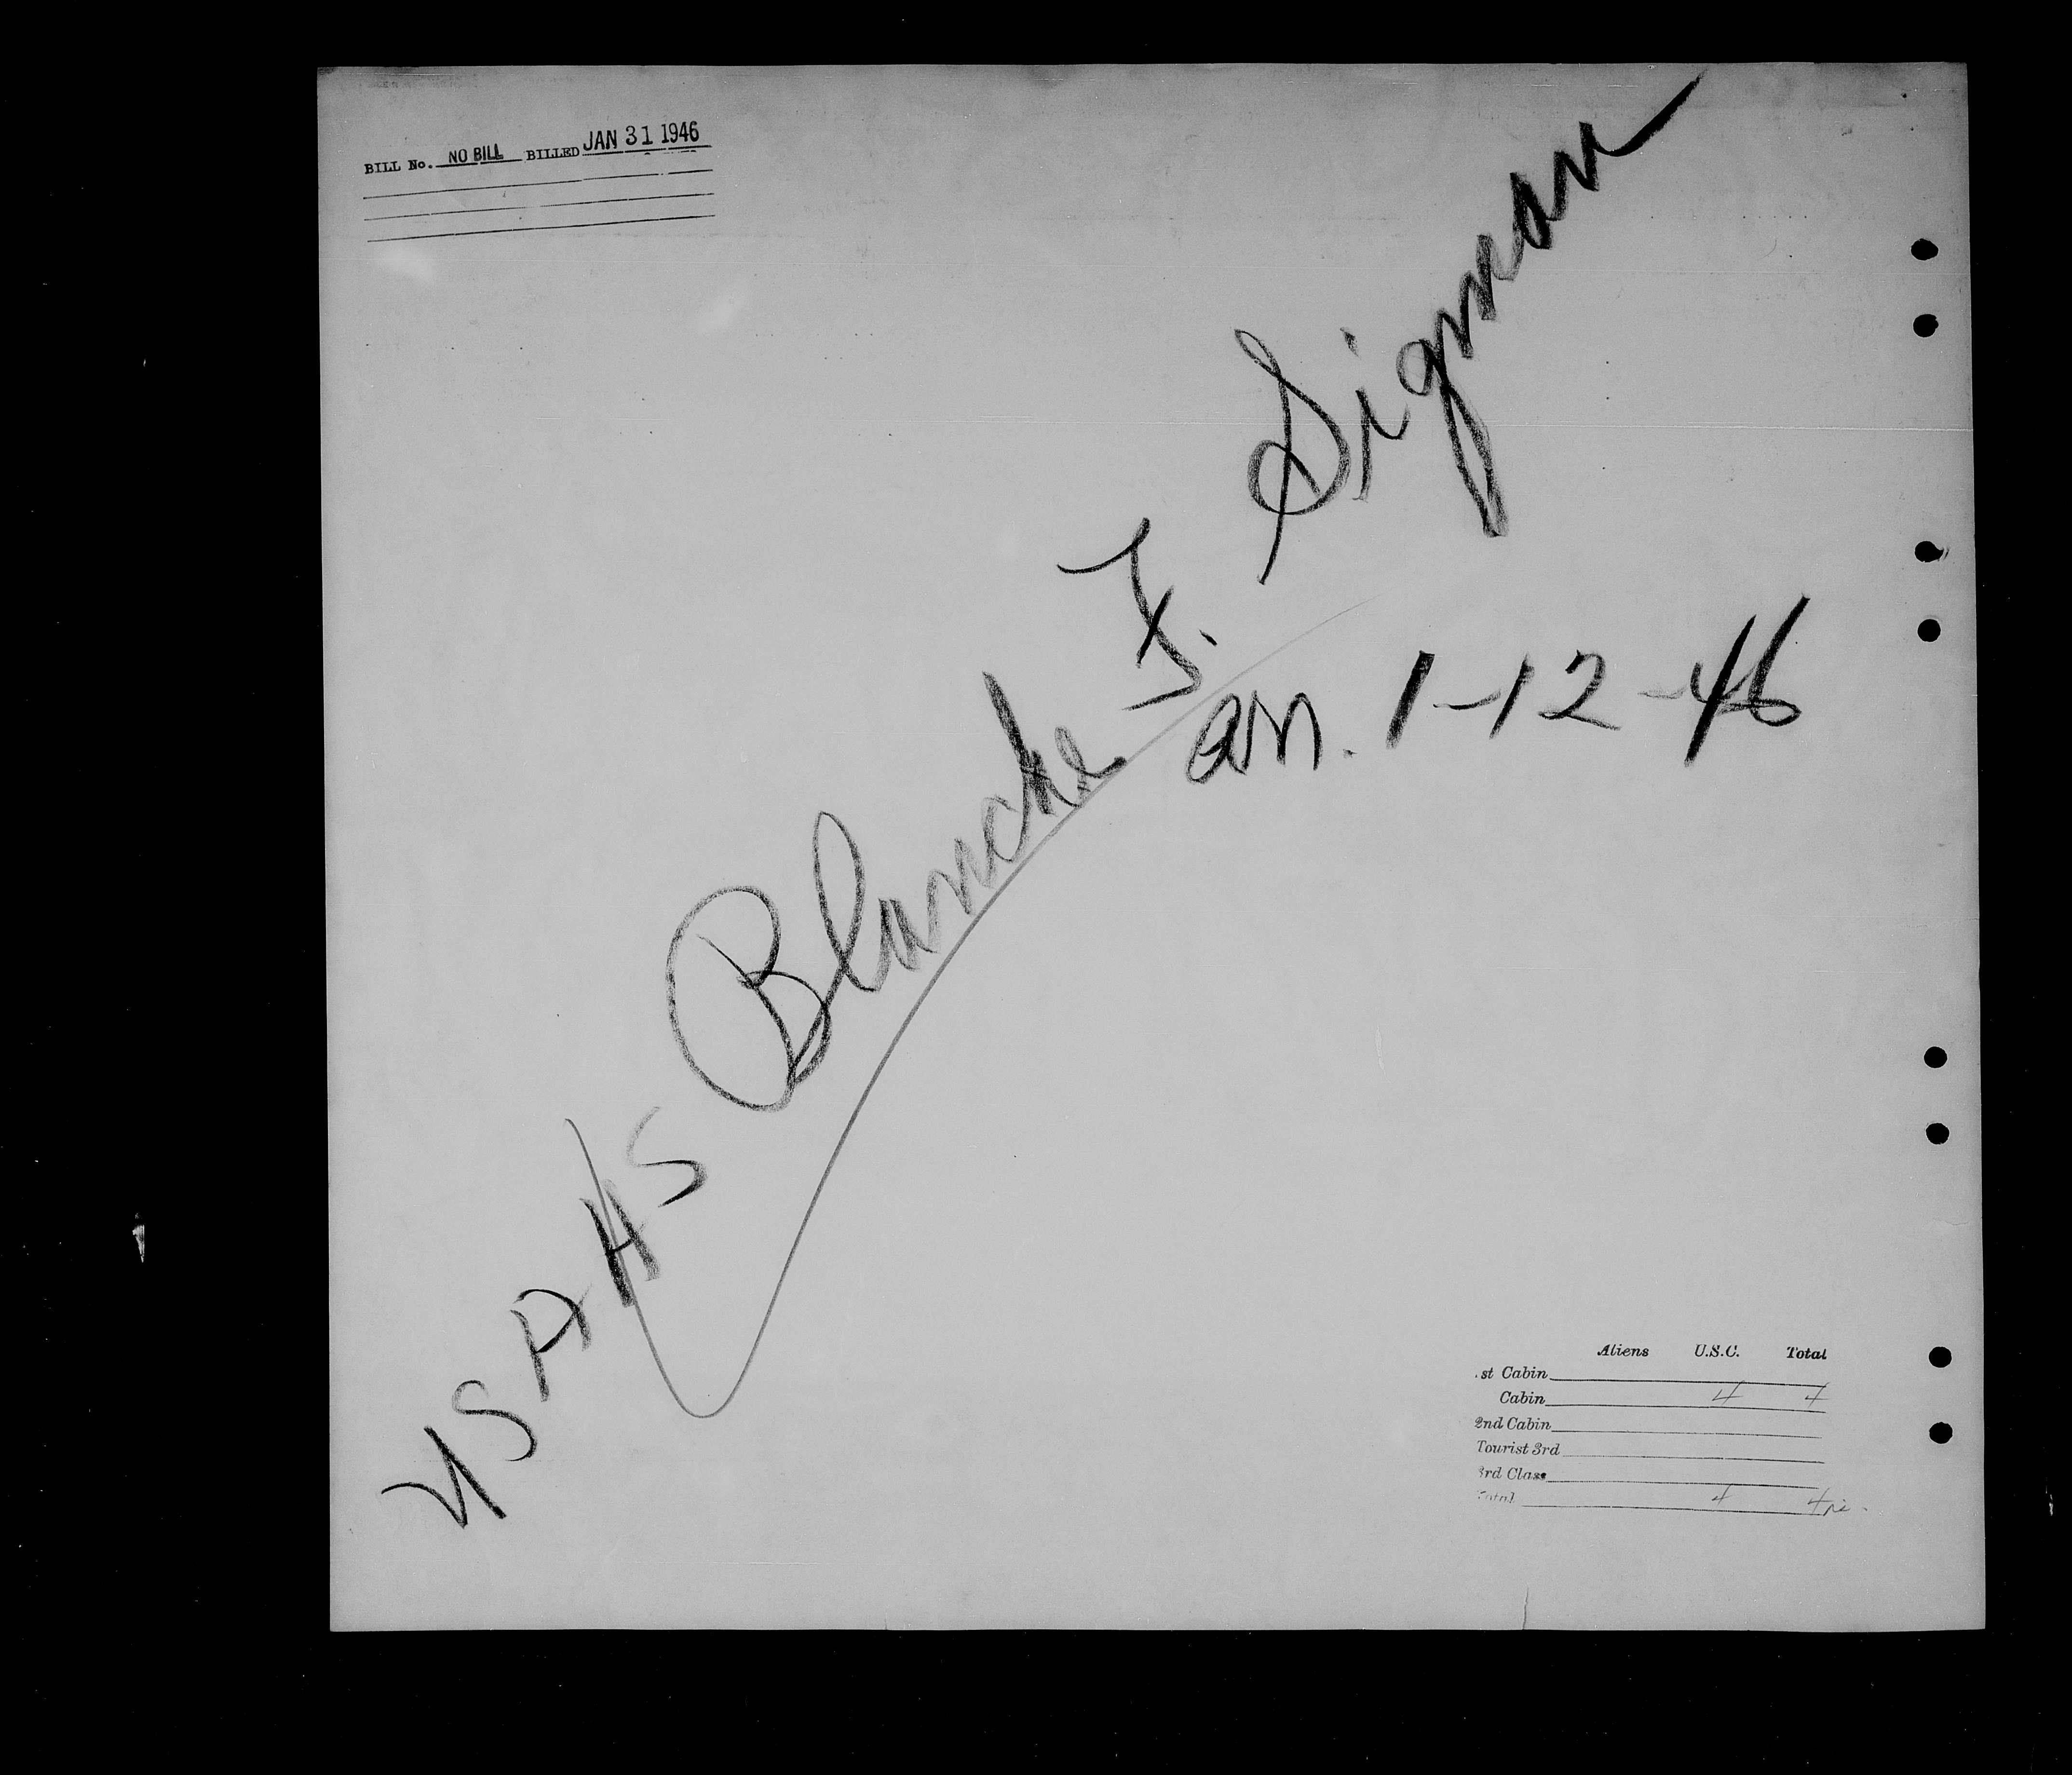 BILL No. NO BILL BILLED JAN 31 1946
USAHS Blanche F. Sigman
arr. 1-12-46
Aliens U.S.C. Total
st Cabin
Cabin 4 4
2nd Cabin
Tourist 3rd
3rd Class
Total 4 4